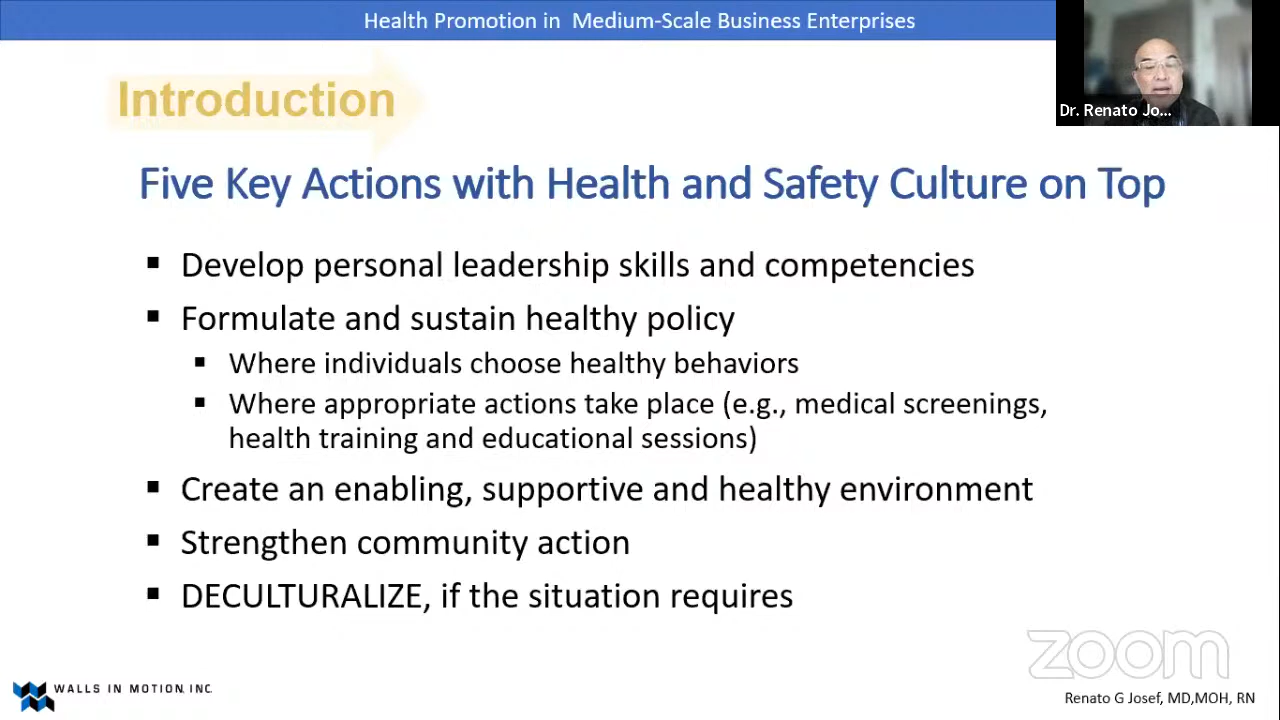 Health Promotion in Medium-Scale Business Enterprises
Dr. Renato Jo...
Introduction
Five Key Actions with Health and Safety Culture on Top
▪ Develop personal leadership skills and competencies
▪ Formulate and sustain healthy policy
▪ Where individuals choose healthy behaviors
▪ Where appropriate actions take place (e.g., medical screenings,
health training and educational sessions)
▪ Create an enabling, supportive and healthy environment
▪ Strengthen community action
▪ DECULTURALIZE, if the situation requires
zoom
WALLS IN MOTION, INC.
Renato G Josef, MD,MOH, RN